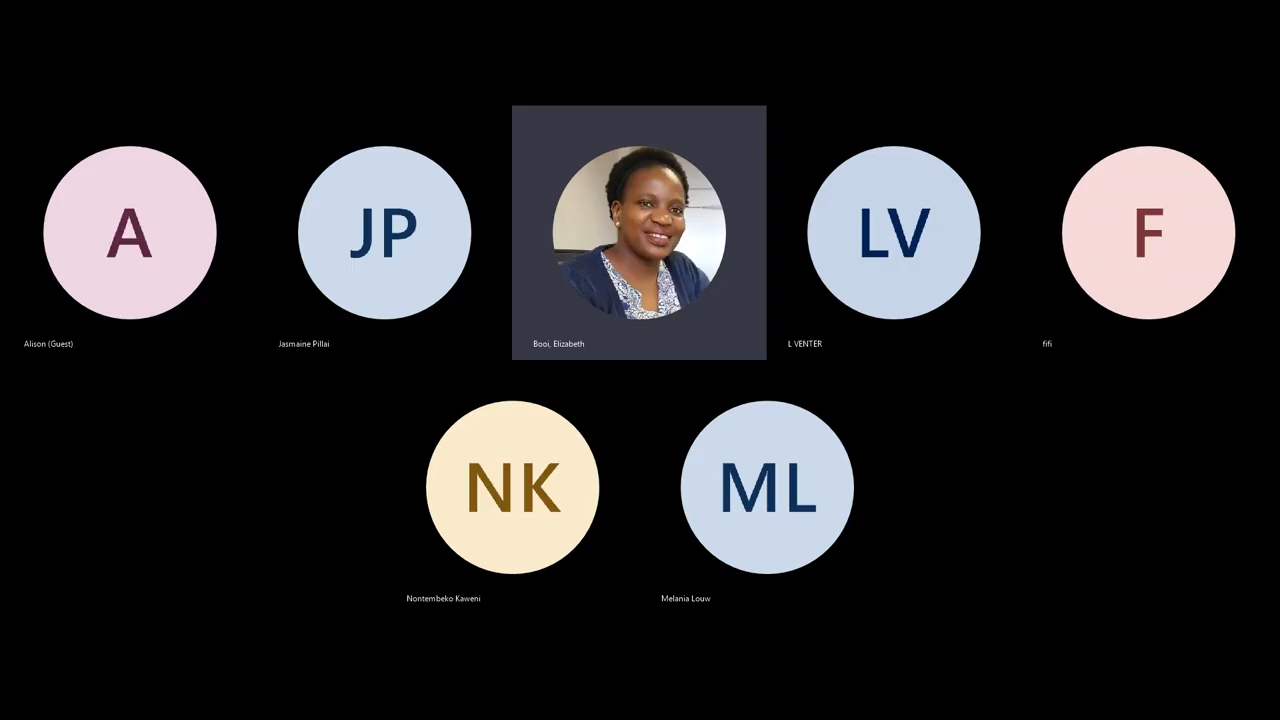 A
JP
LV
F
Alison (Guest)
Jasmaine Pillai
Booi, Elizabeth
L VENTER
fifi
NK
ML
Nontembeko Kaweni
Melania Louw